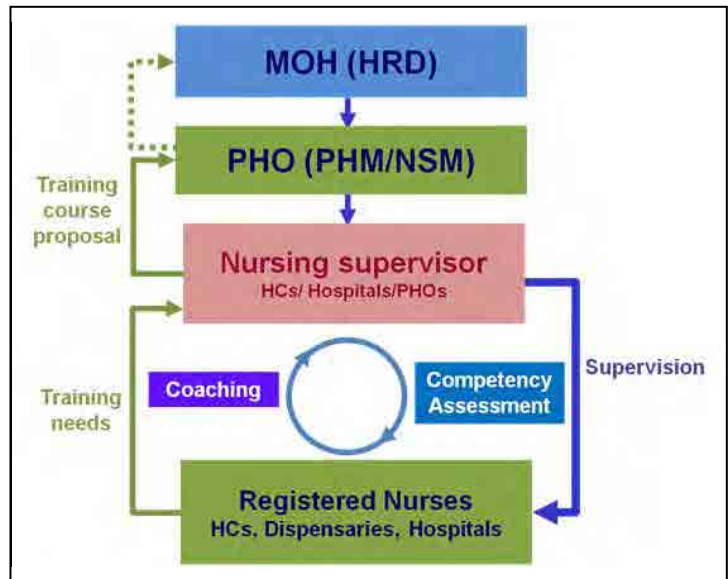 MOH (HRD)
PHO (PHM/NSM)
Training
course
proposal
Nursing supervisor
HCs/ Hospitals/PHOs
Coaching
Competency
Assessment
Supervision
Training
needs
Registered Nurses
HCs, Dispensaries, Hospitals